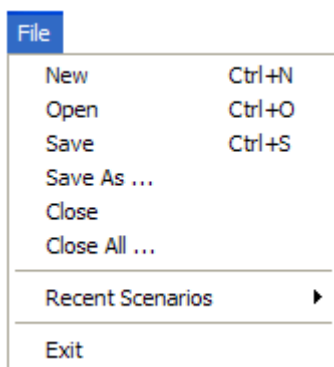 File
New Ctrl+N
Open Ctrl+O
Save Ctrl+S
Save As ...
Close
Close All ...
Recent Scenarios
Exit